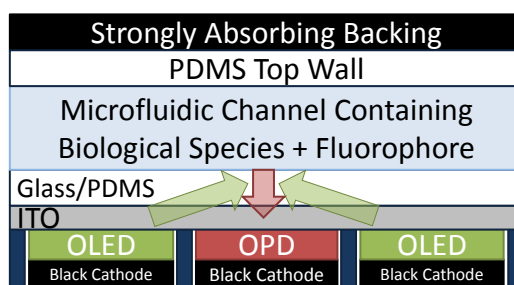 Strongly Absorbing Backing
PDMS Top Wall
Microfluidic Channel Containing
Biological Species + Fluorophore
Glass/PDMS
ITO
OLED OPD OLED
Black Cathode Black Cathode Black Cathode